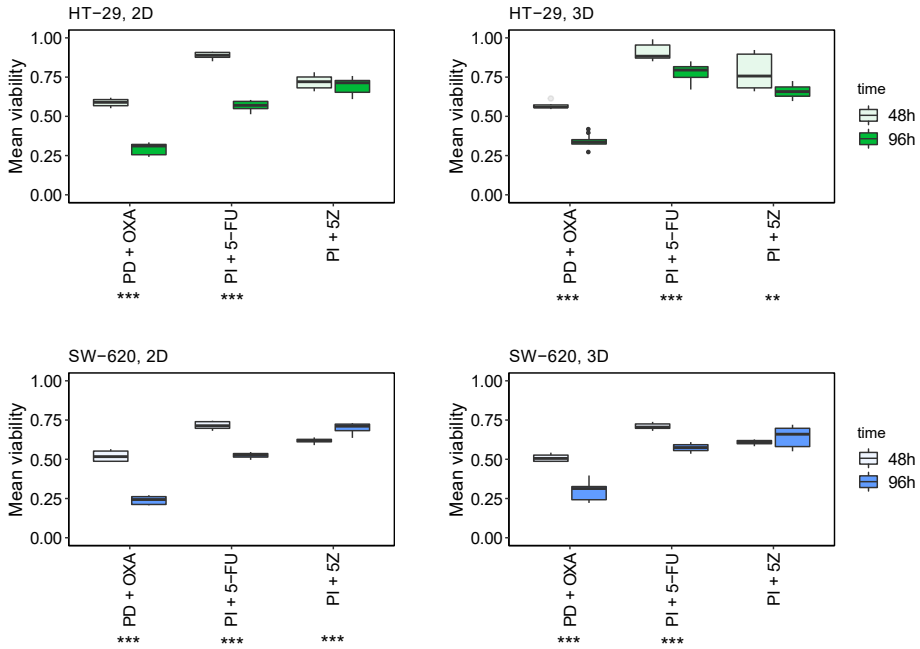 HT−29, 2D
Mean viability
1.00
0.75
0.50
0.25
0.00
PD + OXA
PI + 5−FU
PI + 5Z
***
***
HT−29, 3D
Mean viability
1.00
0.75
0.50
0.25
0.00
PD + OXA
PI + 5−FU
PI + 5Z
***
***
**
time
48h
96h
SW−620, 2D
Mean viability
1.00
0.75
0.50
0.25
0.00
PD + OXA
PI + 5−FU
PI + 5Z
***
***
***
SW−620, 3D
Mean viability
1.00
0.75
0.50
0.25
0.00
PD + OXA
PI + 5−FU
PI + 5Z
***
***
time
48h
96h